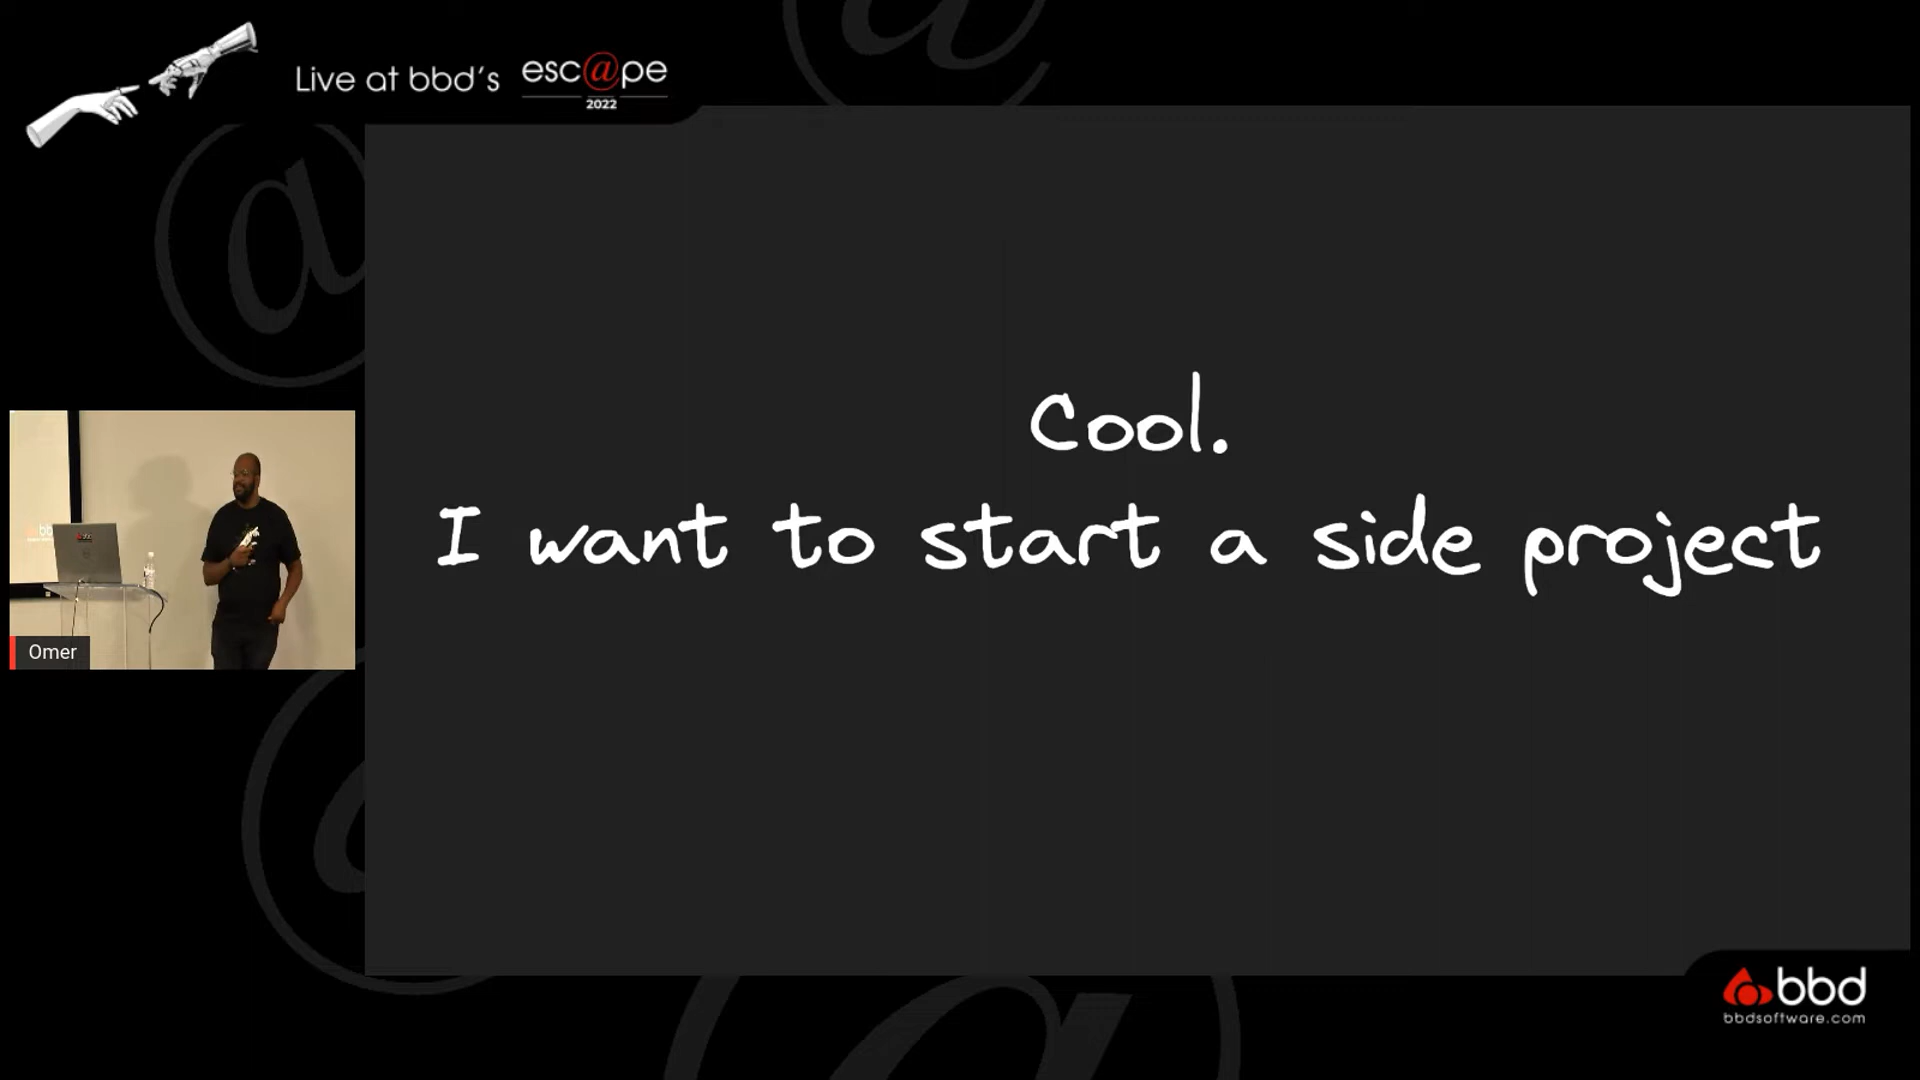 Live at bbd's esc@pe
2022
Cool.
I want to start a side project
Omer
bbd
bbdsoftware.com